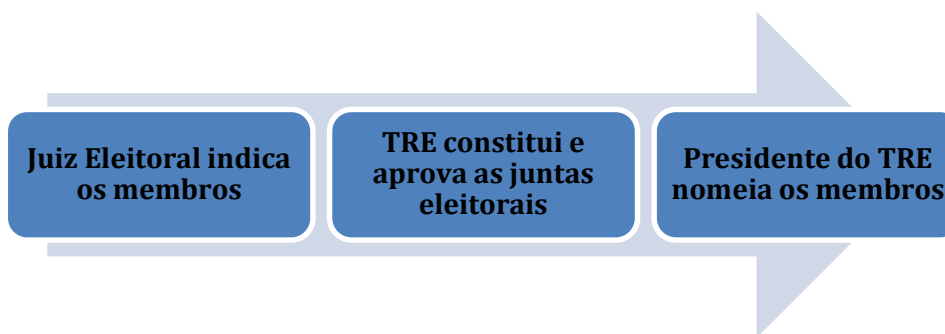 Juiz Eleitoral indica
os membros
TRE constitui e
aprova as juntas
eleitorais
Presidente do TRE
nomeia os membros